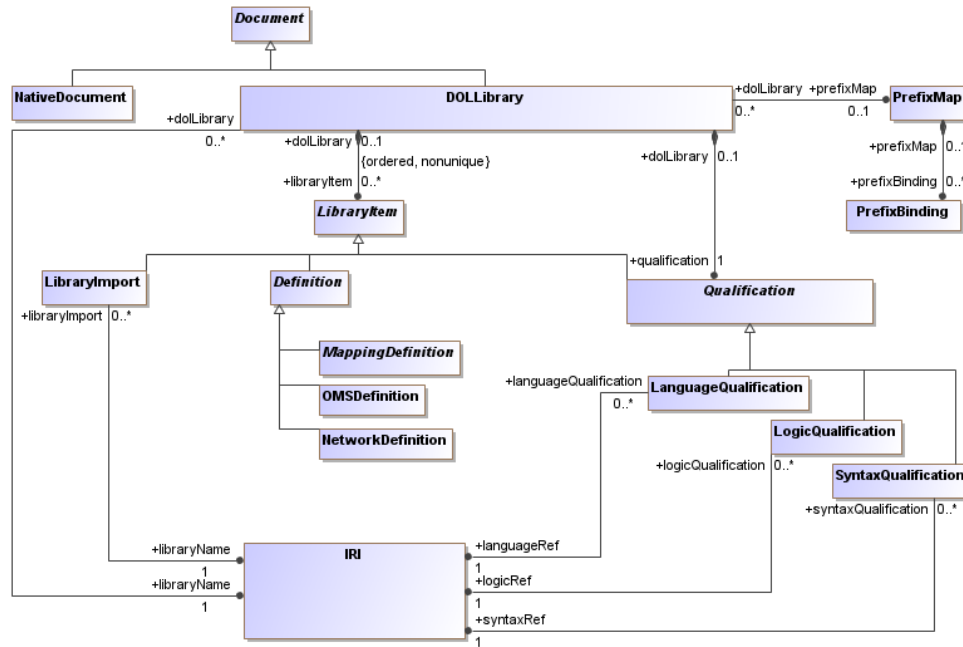 Document
NativeDocument
DOLLibrary
+dolLibrary +prefixMap
0..* 0..1
PrefixMap
+dolLibrary
0..*
+dolLibrary 0..1
{ordered, nonunique}
+libraryItem 0..*
+dolLibrary 0..1
+prefixMap 0..*
+prefixBinding 0..*
PrefixBinding
LibraryItem
+qualification 1
LibraryImport
Definition
Qualification
+libraryImport 0..*
MappingDefinition
OMSDefinition
NetworkDefinition
+languageQualification
0..*
LanguageQualification
LogicQualification
+logicQualification 0..*
SyntaxQualification
+syntaxQualification 0..*
+libraryName
1
+libraryName
1
IRI
+languageRef
1
+logicRef
1
+syntaxRef
1